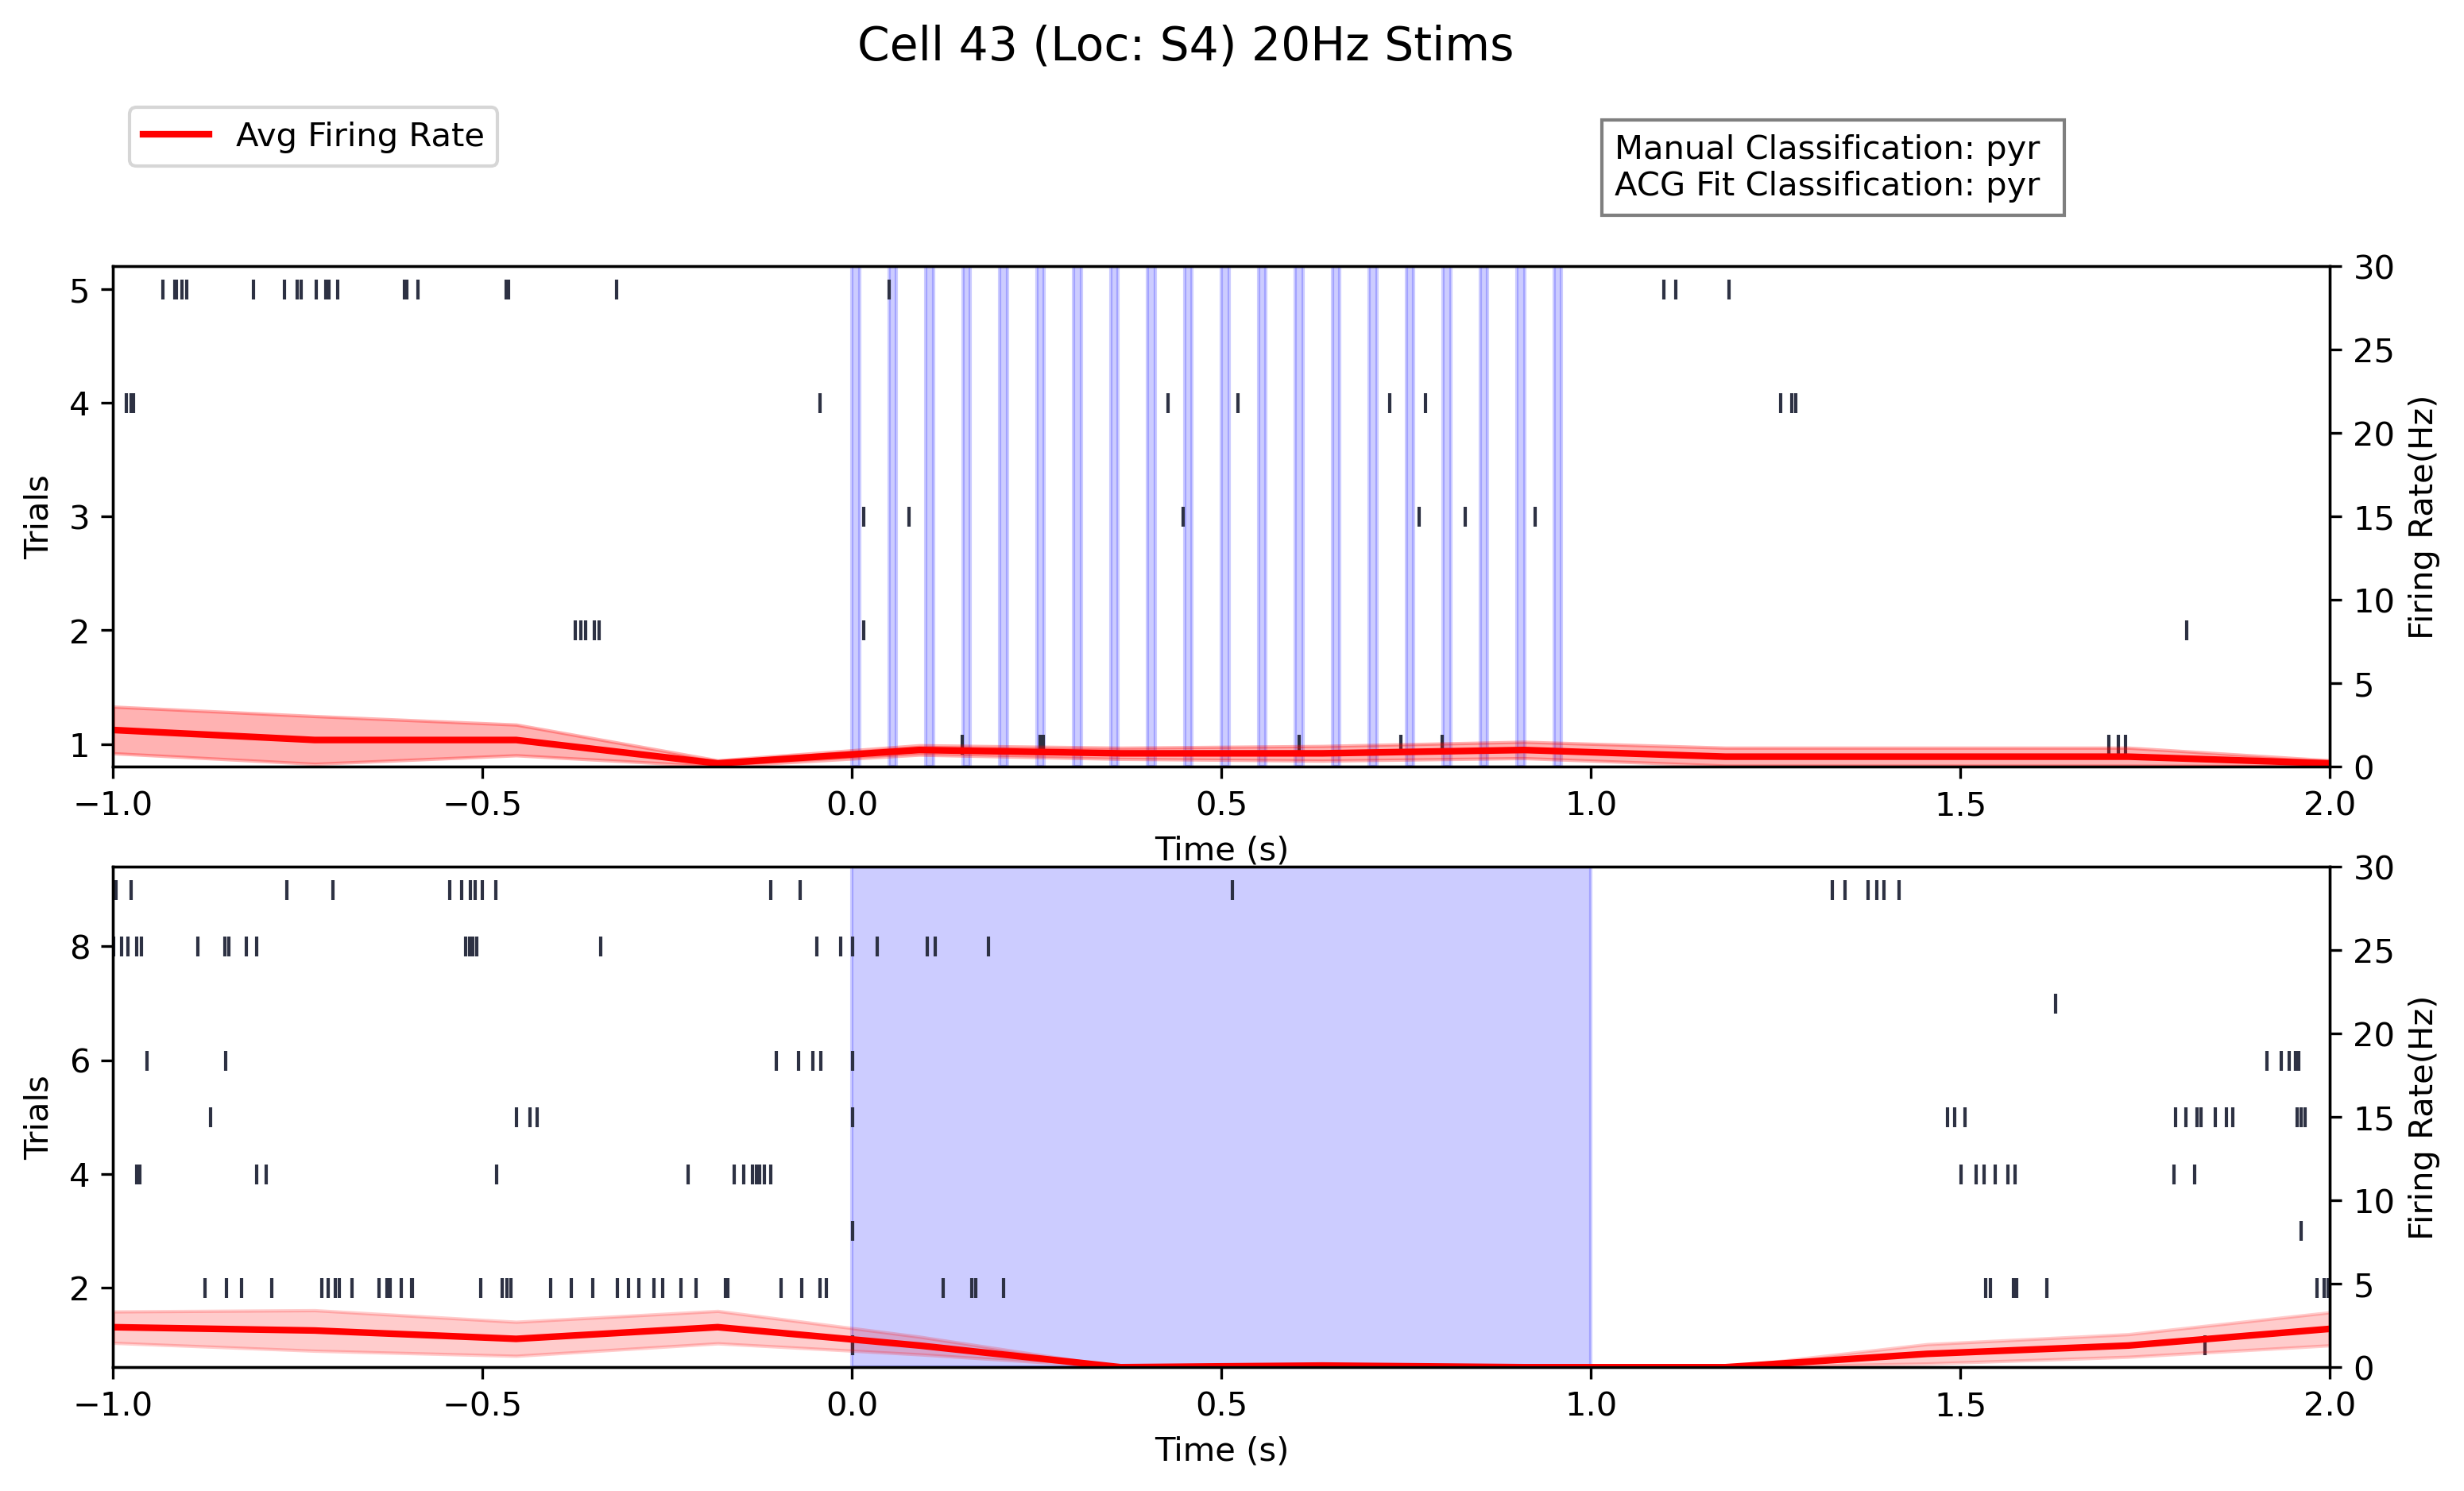 Cell 43 (Loc: S4) 20Hz Stims
Avg Firing Rate
Manual Classification: pyr
ACG Fit Classification: pyr
5
4
3
2
1
Trials
30
25
20
15
10
5
0
Firing Rate(Hz)
−1.0 −0.5 0.0 0.5 1.0 1.5 2.0
Time (s)
8
6
4
2
Trials
30
25
20
15
10
5
0
Firing Rate(Hz)
−1.0 −0.5 0.0 0.5 1.0 1.5 2.0
Time (s)